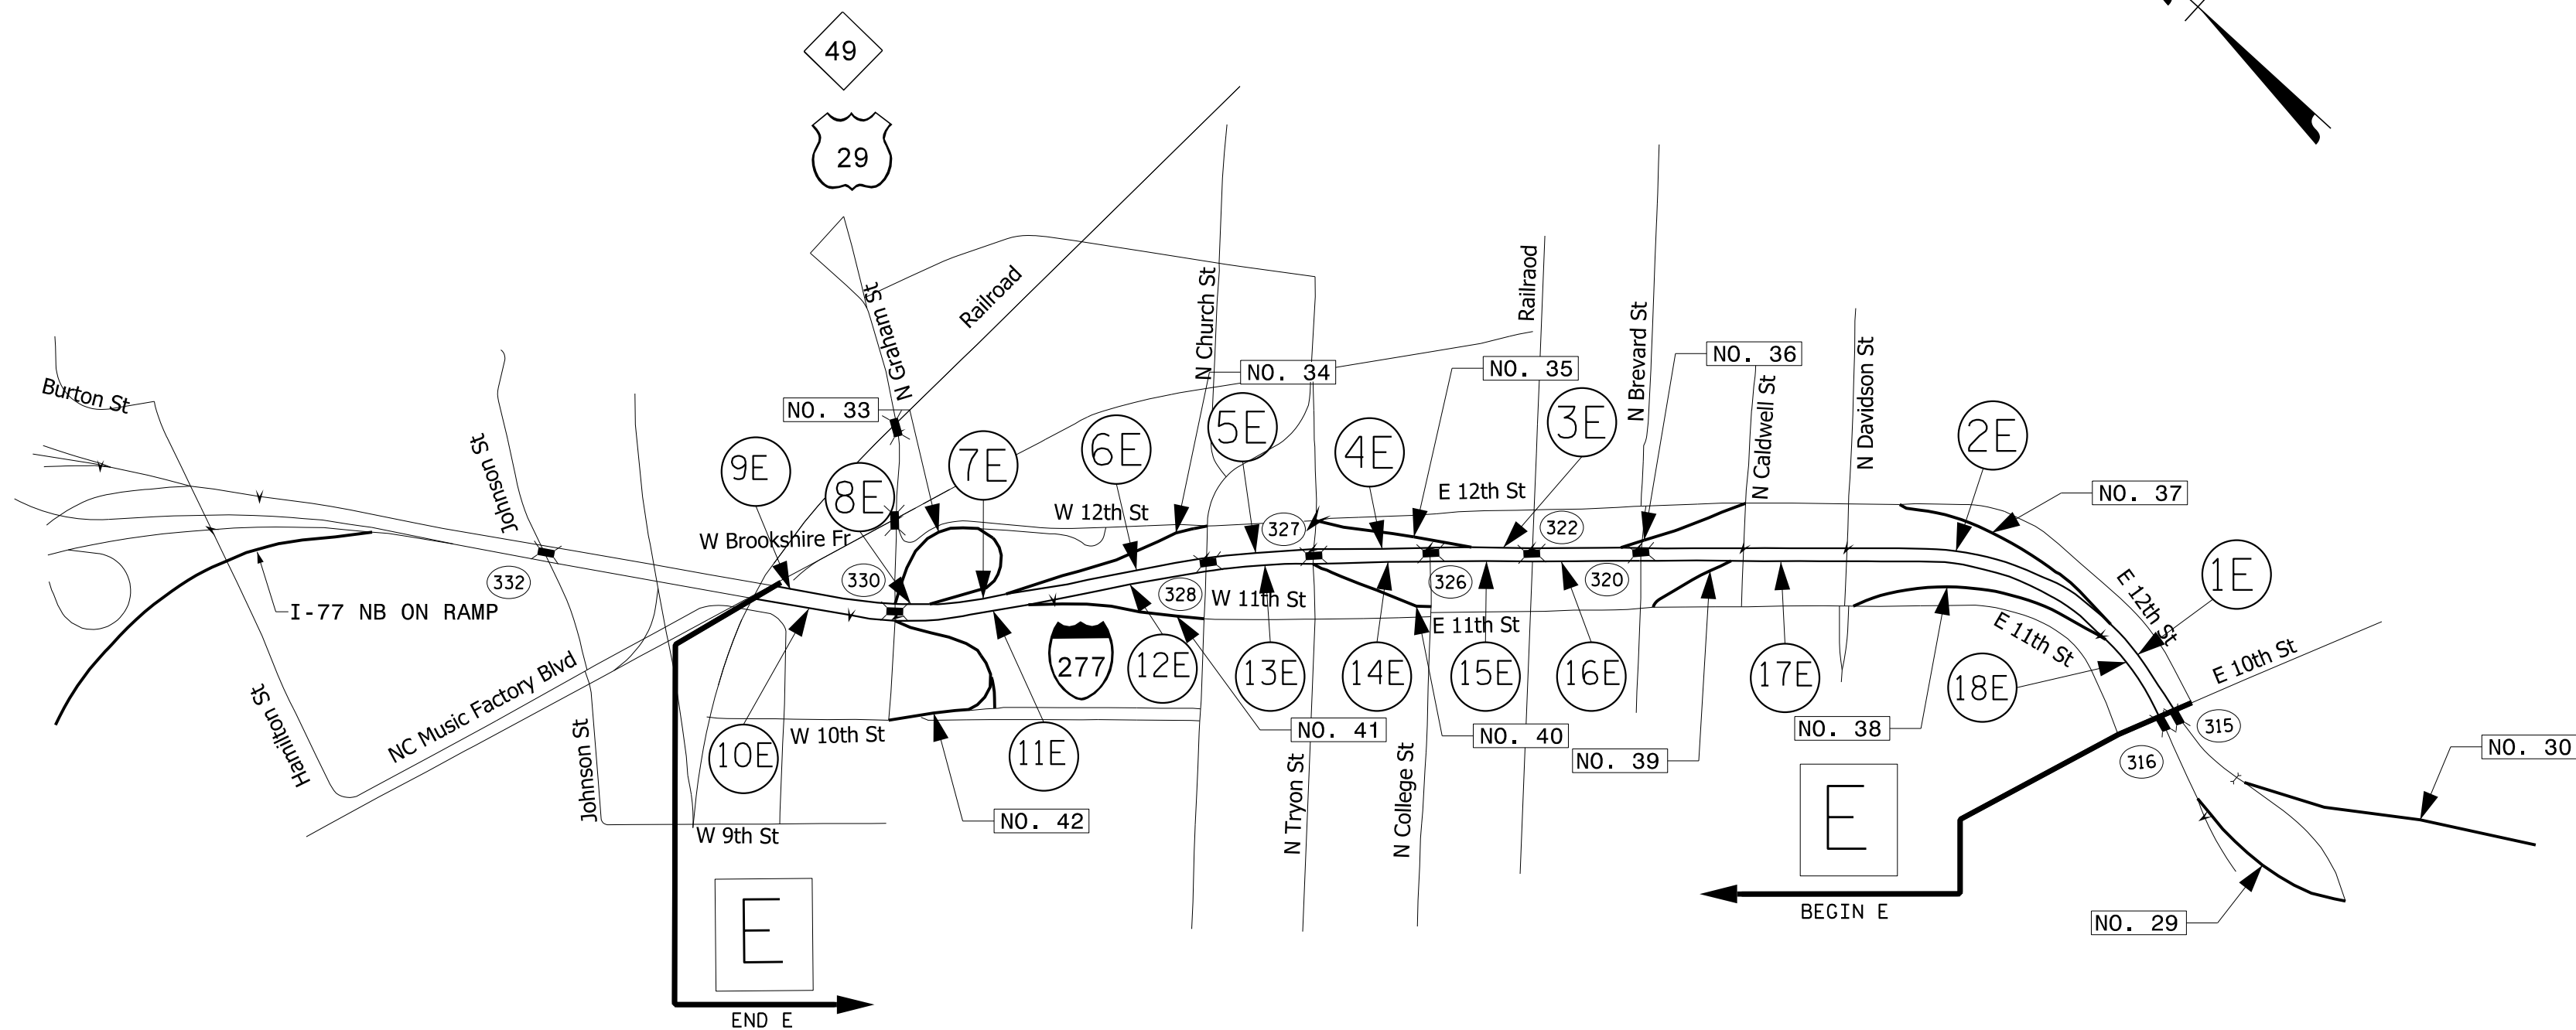 49
29
Railroad
N Graham St
N Church St
Railraod
N Brevard St
N Caldwell St
N Davidson St
Burton St
Johnson St
NO. 33
NO. 34
NO. 35
NO. 36
NO. 37
9E
8E
7E
6E
5E
4E
3E
2E
1E
W Brookshire Fr
W 12th St
E 12th St
E 12th St
327
322
332
330
328
326
320
I-77 NB ON RAMP
W 11th St
E 11th St
E 11th St
E 10th St
277
12E
13E
14E
15E
16E
17E
18E
Hamilton St
NC Music Factory Blvd
Johnson St
10E
W 10th St
11E
NO. 41
NO. 40
NO. 39
NO. 38
315
316
NO. 30
N Tryon St
N College St
NO. 42
W 9th St
E
BEGIN E
NO. 29
E
END E